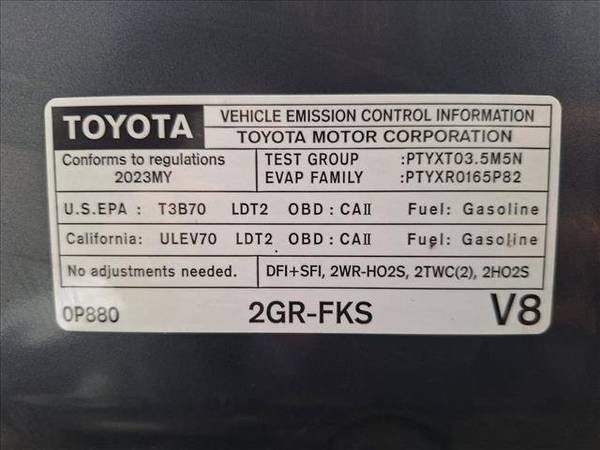 TOYOTA
VEHICLE EMISSION CONTROL INFORMATION
TOYOTA MOTOR CORPORATION
Conforms to regulations
2023MY
TEST GROUP :PTYXT03.5M5N
EVAP FAMILY :PTYXR0165P82
U.S.EPA : T3B70 LDT2 OBD : CAII Fuel: Gasoline
California: ULEV70 LDT2 OBD : CAII Fuel: Gasoline
No adjustments needed. DFI+SFI, 2WR-HO2S, 2TWC(2), 2HO2S
0P880 2GR-FKS V8